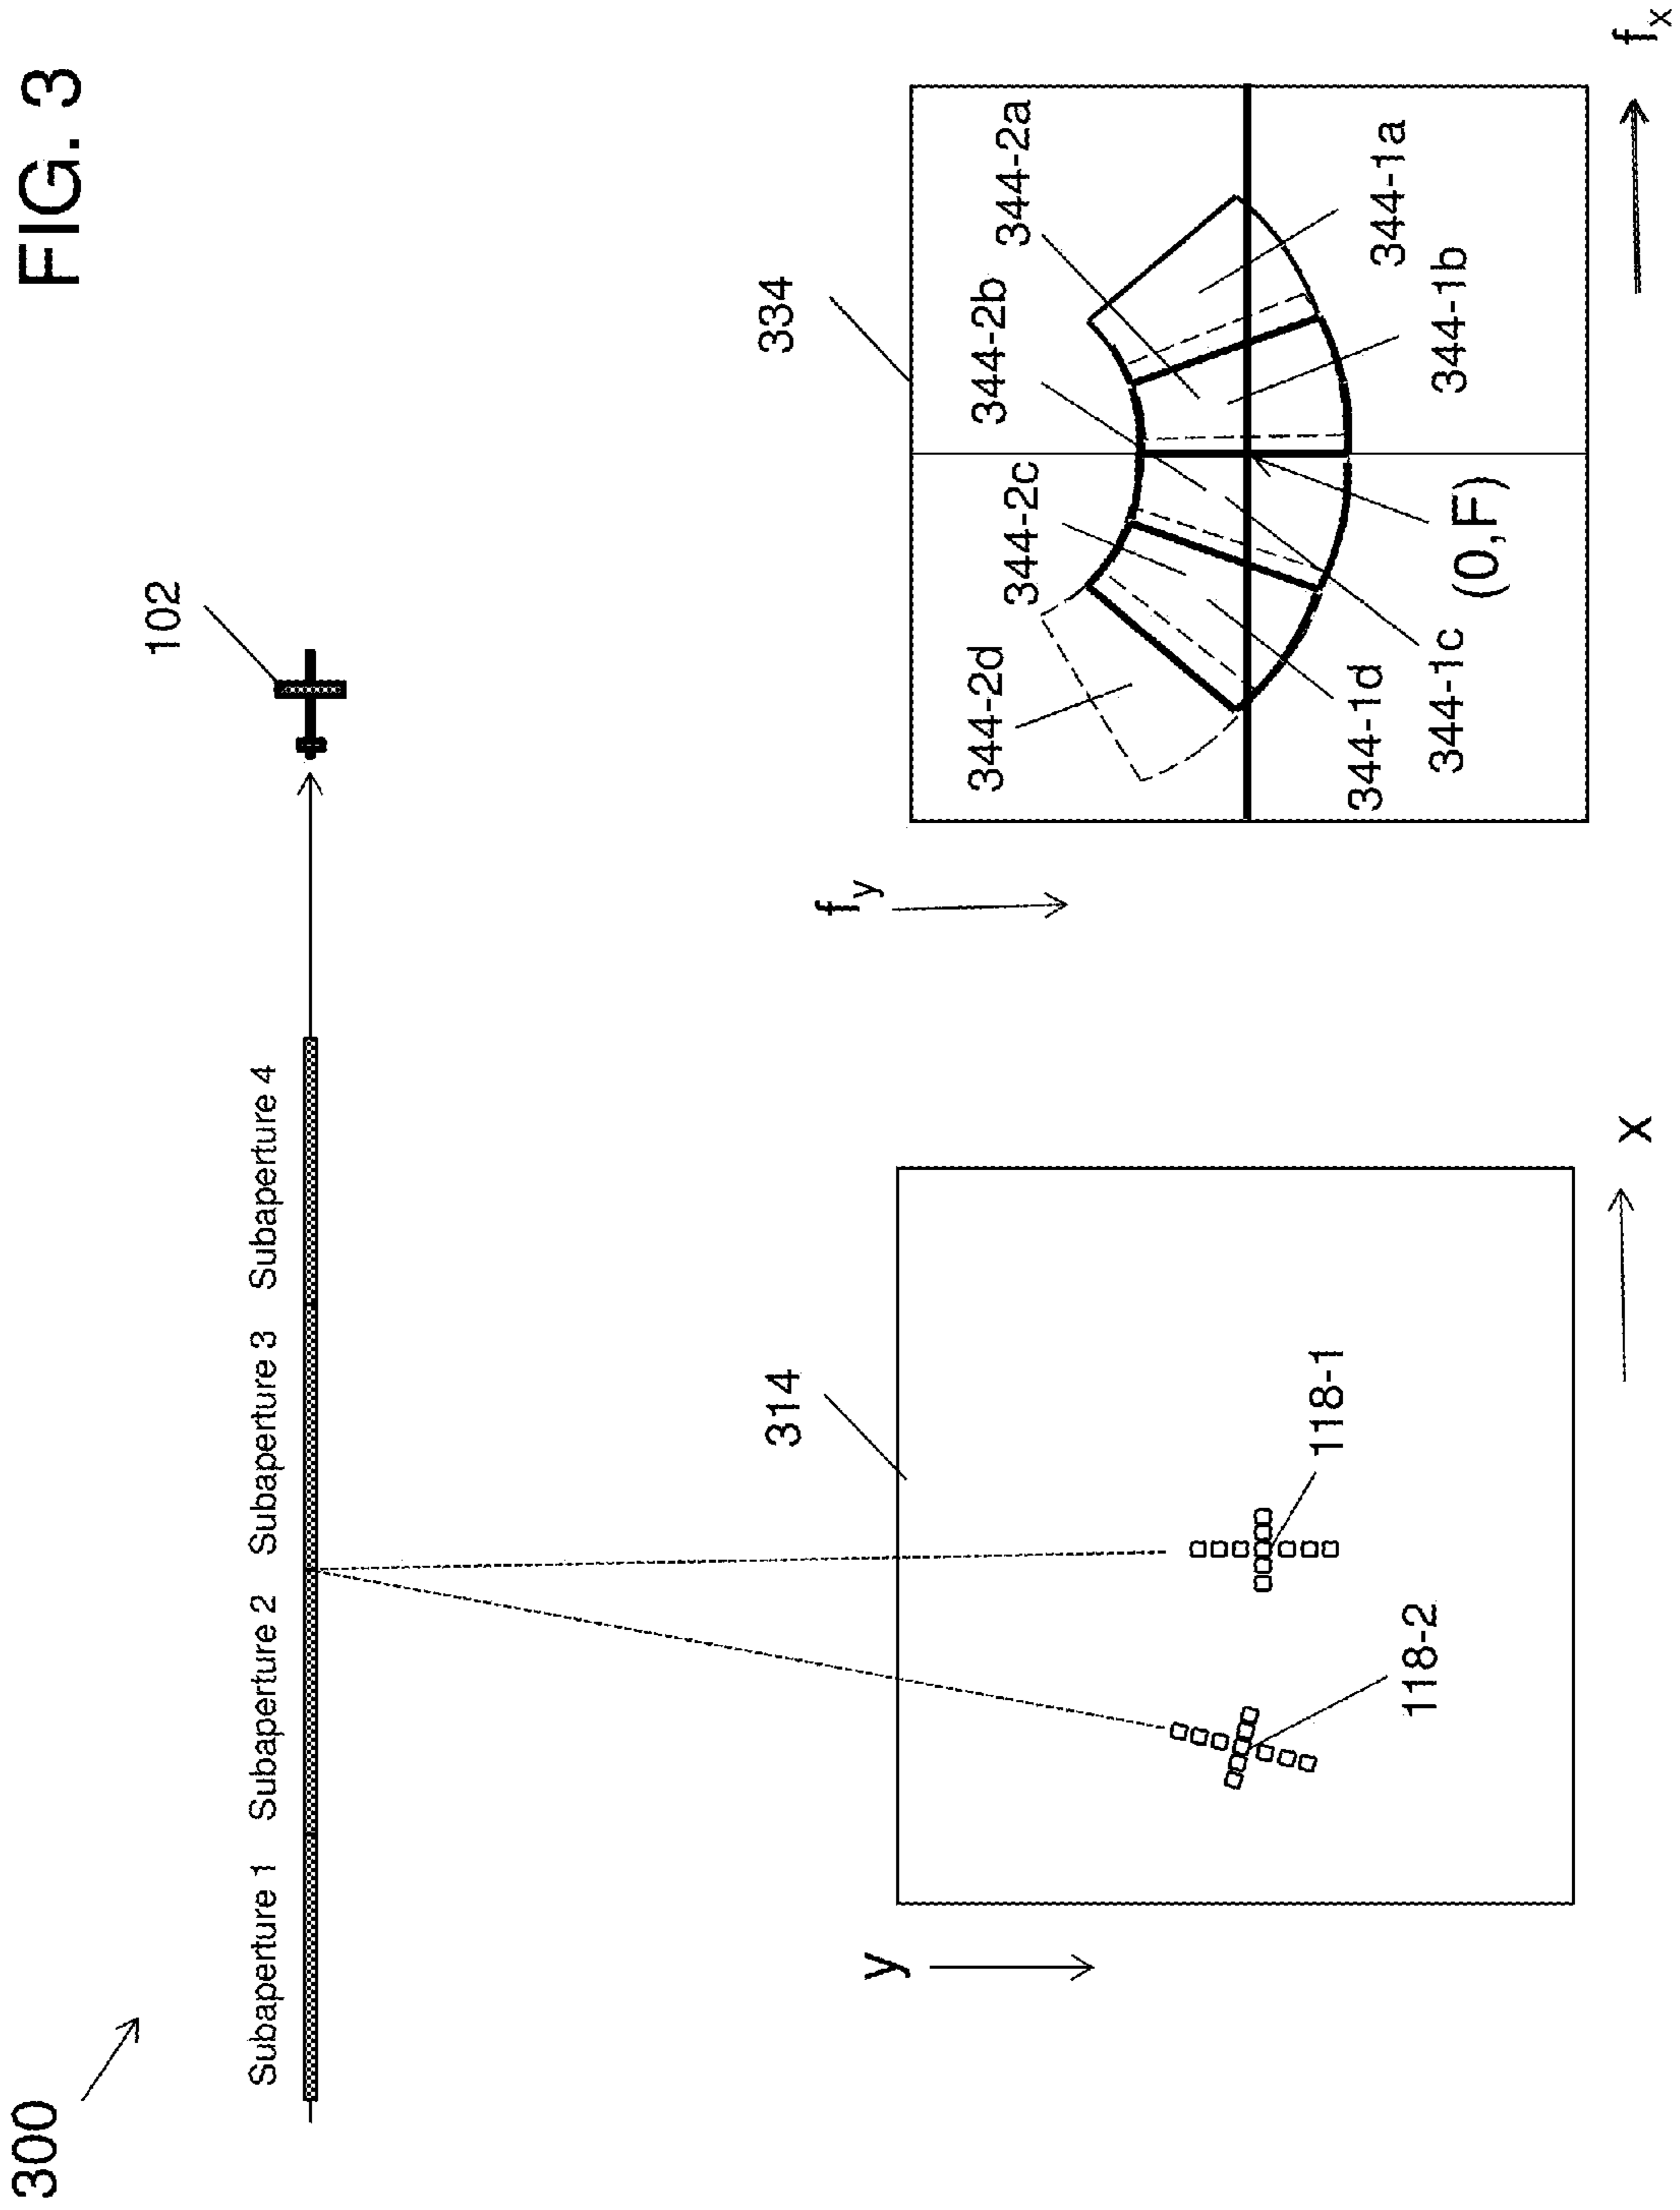 FIG. 3
300
102
Subaperture 1 Subaperture 2 Subaperture 3 Subaperture 4
314
y
118-2
118-1
x
334
f_y
344-2d
344-2c
344-2b
344-2a
344-1d
344-1c
(0,F)
344-1b
344-1a
f_x